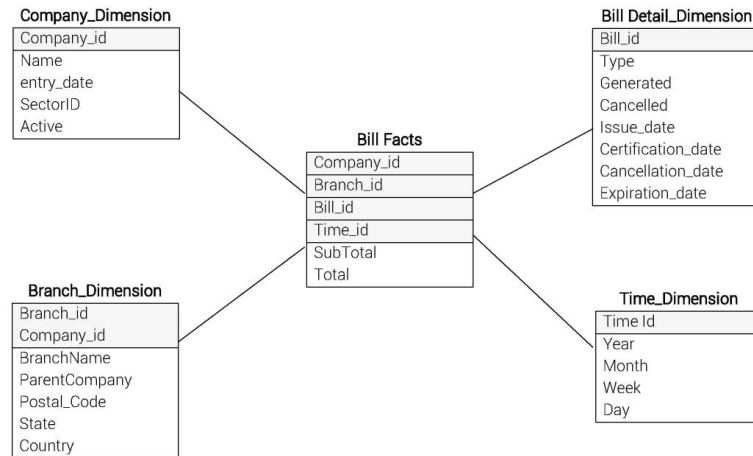 Company_Dimension
Company_id
Name
entry_date
SectorID
Active
Bill Detail_Dimension
Bill_id
Type
Generated
Cancelled
Issue_date
Certification_date
Cancellation_date
Expiration_date
Bill Facts
Company_id
Branch_id
Bill_id
Time_id
SubTotal
Total
Branch_Dimension
Branch_id
Company_id
BranchName
ParentCompany
Postal_Code
State
Country
Time_Dimension
Time Id
Year
Month
Week
Day